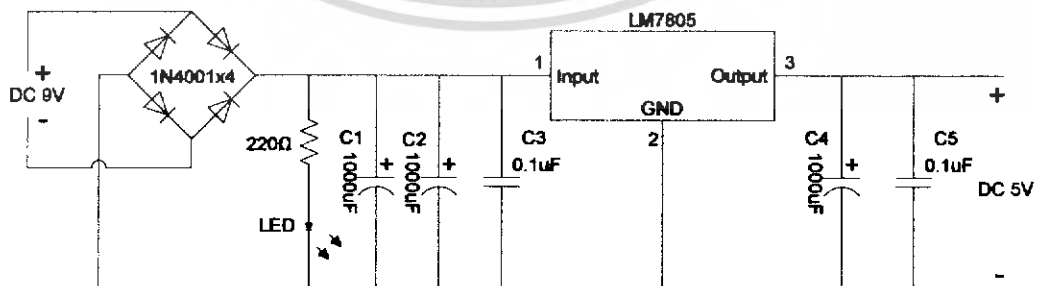 LM7805
1N4001x4
+
DC 9V
-
1
Input
Output
3
GND
2
220Ω
C1
+
1000uF
C2
+
1000uF
C3
0.1uF
C4
+
1000uF
C5
0.1uF
+
DC 5V
-
LED